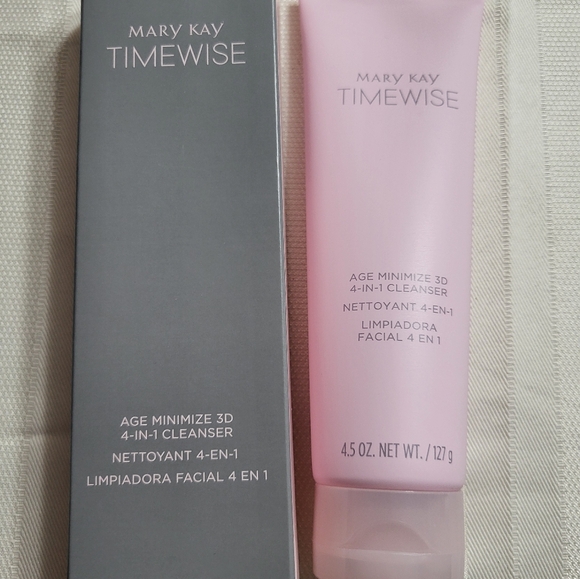 MARY KAY
TIMEWISE
AGE MINIMIZE 3D
4-IN-1 CLEANSER
NETTOYANT 4-EN-1
LIMPIADORA FACIAL 4 EN 1
MARY KAY
TIMEWISE
AGE MINIMIZE 3D
4-IN-1 CLEANSER
NETTOYANT 4-EN-1
LIMPIADORA
FACIAL 4 EN 1
4.5 OZ. NET WT. / 127 g